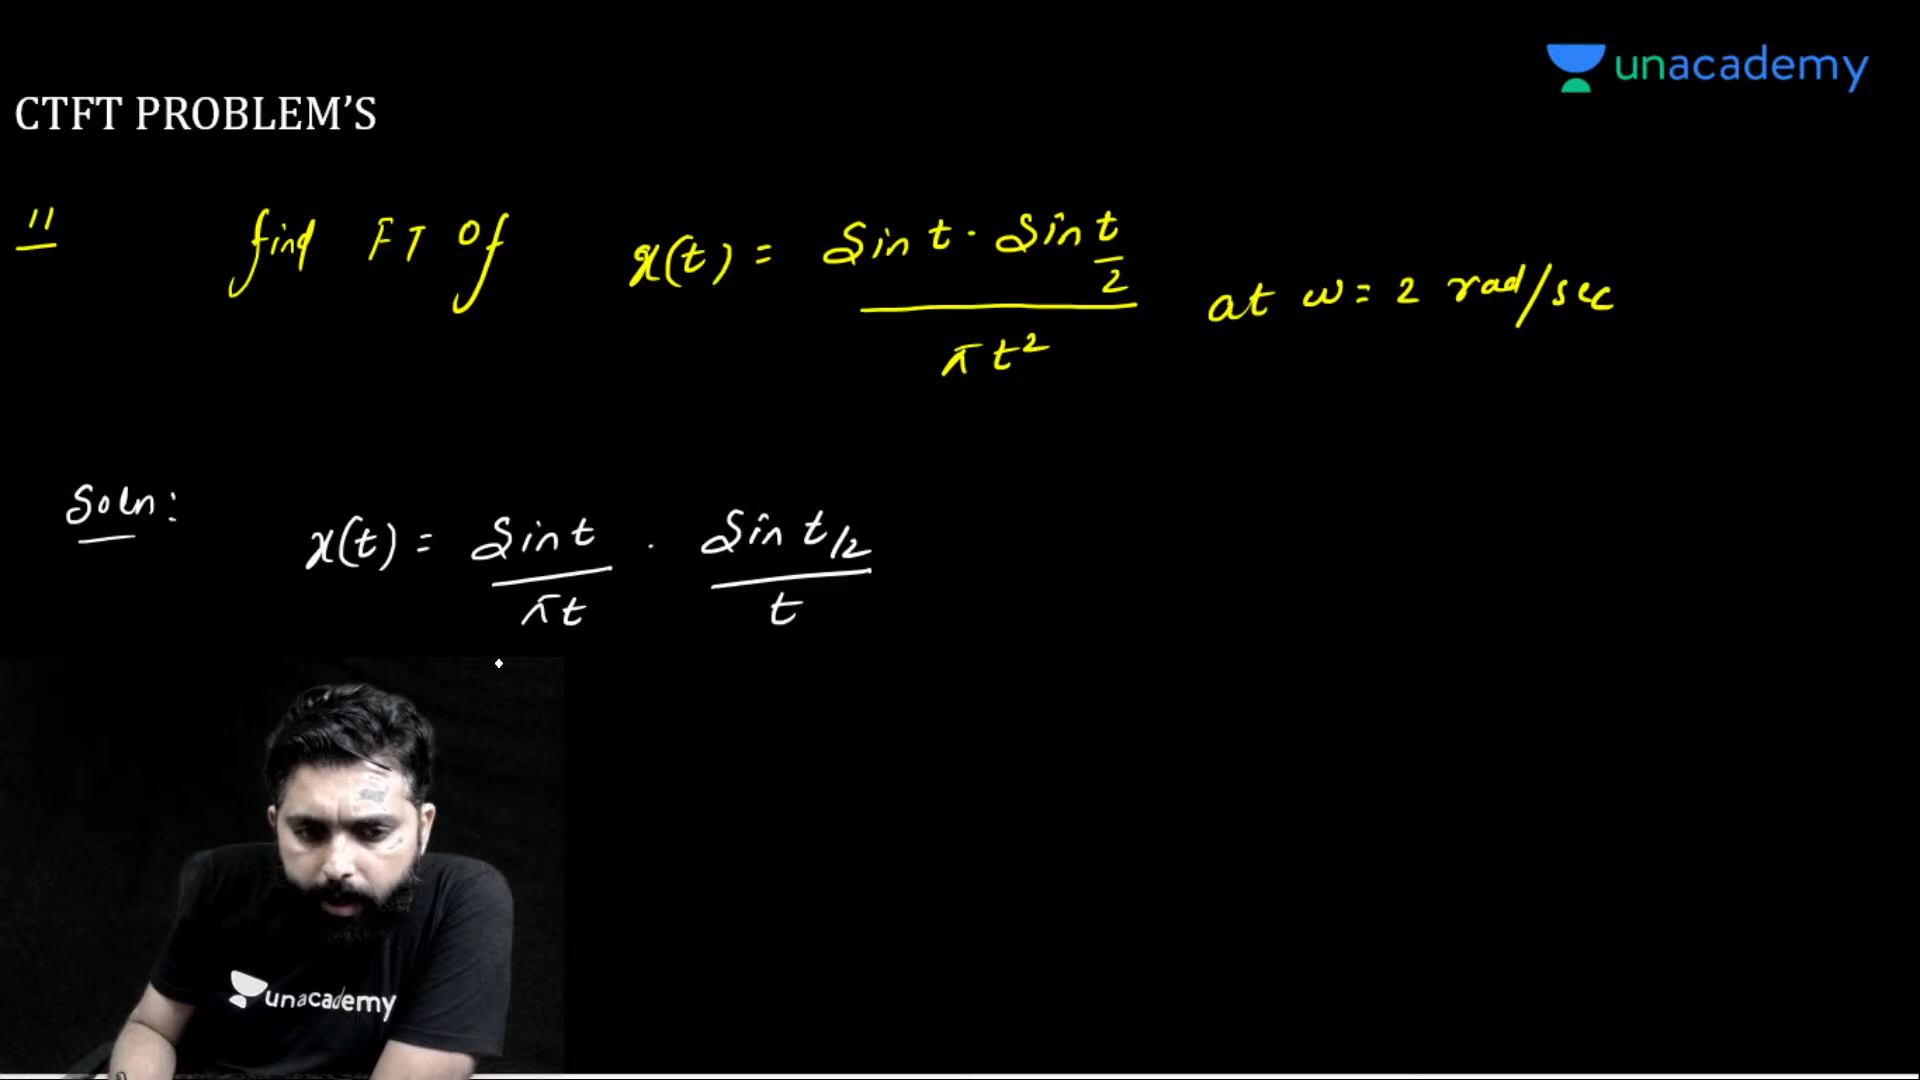 unacademy
CTFT PROBLEM'S
11 find FT Of x(t) = Sin t · Sin t/2 / πt² at ω = 2 rad/sec
Soln: x(t) = Sin t / πt · Sin t/2 / t
unacademy